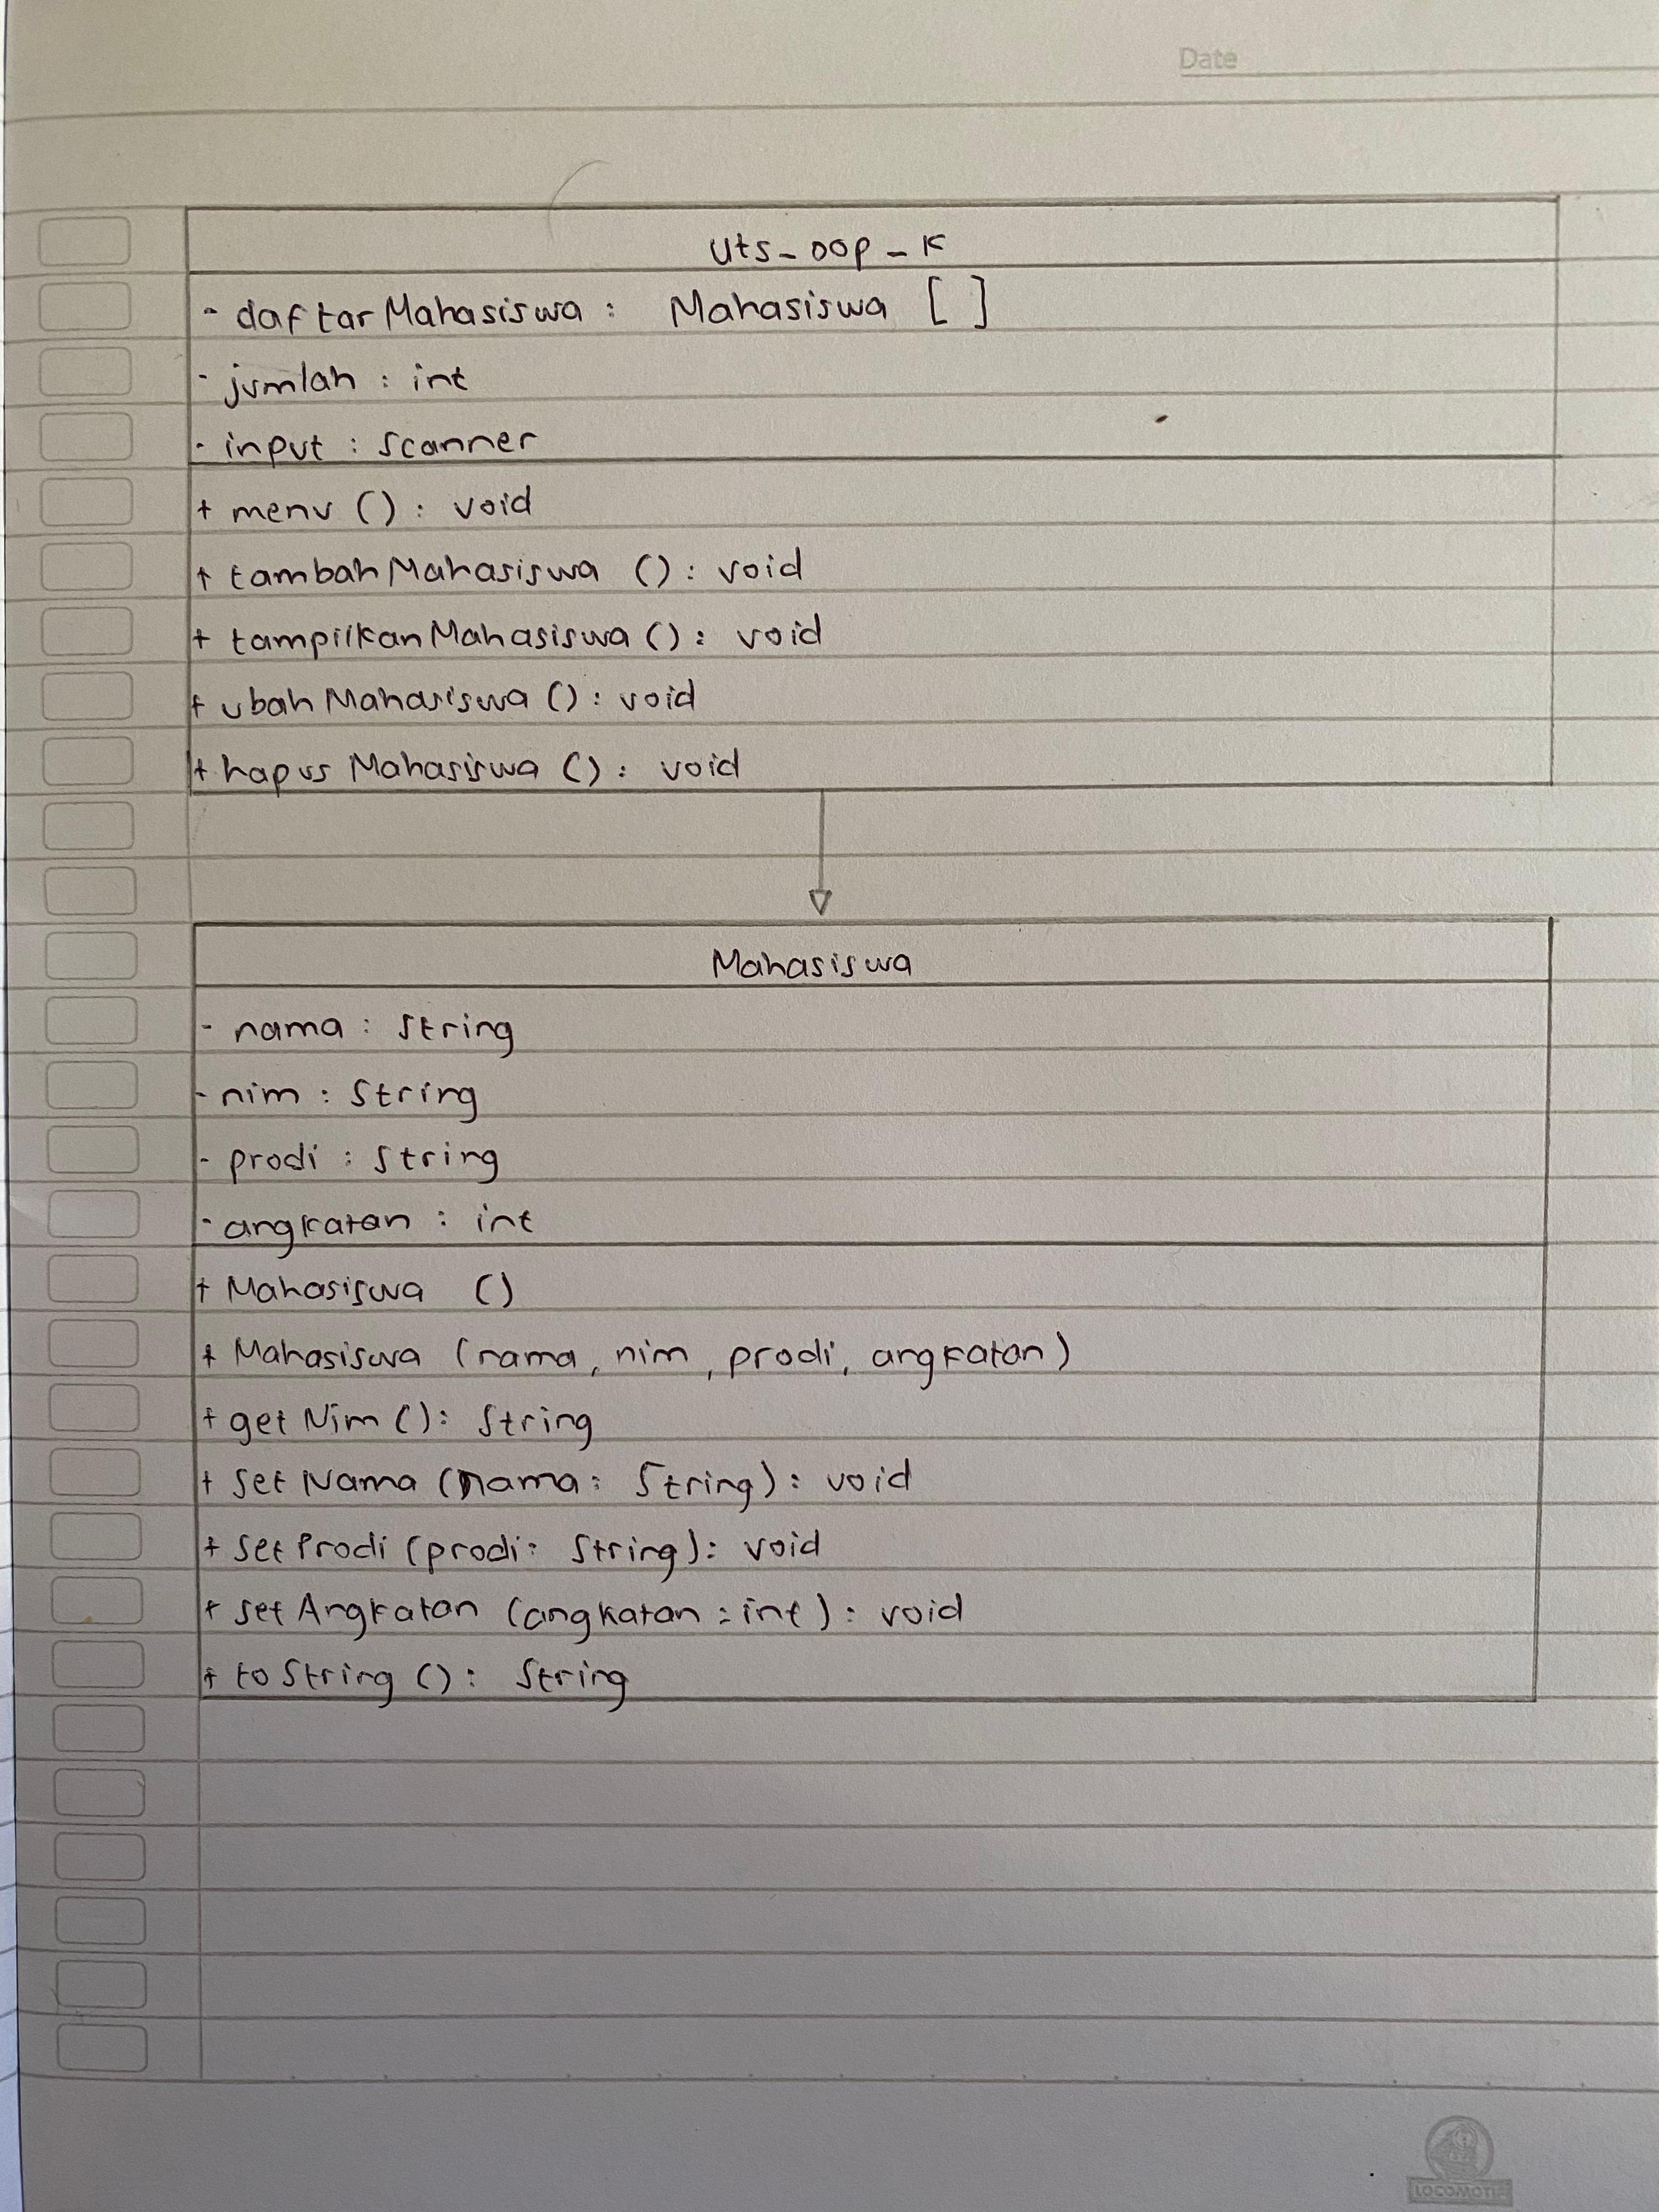 Date
Uts_oop_K
- daftarMahasiswa : Mahasiswa [ ]
- jumlah : int
- input : scanner
+ menu () : void
+ tambahMahasiswa () : void
+ tampilkanMahasiswa () : void
+ ubahMahasiswa () : void
+ hapusMahasiswa () : void
Mahasiswa
- nama : String
- nim : String
- prodi : String
- angkatan : int
+ Mahasiswa ()
+ Mahasiswa (nama, nim, prodi, angkatan)
+ getNim () : String
+ setNama (nama : String) : void
+ setProdi (prodi : String) : void
+ setAngkatan (angkatan : int) : void
+ toString () : String
LOCOMOTIF